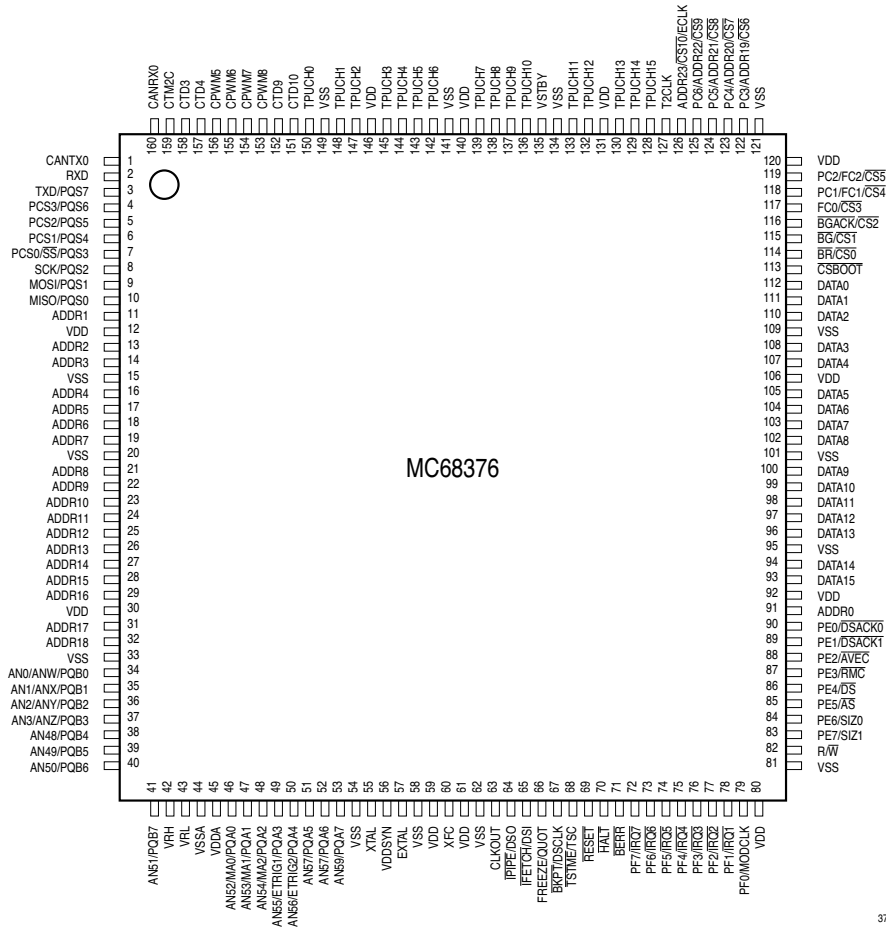 CANRX0
CTM2C
CTD3
CTD4
CPWM5
CPWM6
CPWM7
CPWM8
CTD9
CTD10
TPUCH0
VSS
TPUCH1
TPUCH2
VDD
TPUCH3
TPUCH4
TPUCH5
TPUCH6
VSS
VDD
TPUCH7
TPUCH8
TPUCH9
TPUCH10
VSTBY
VSS
TPUCH11
TPUCH12
VDD
TPUCH13
TPUCH14
TPUCH15
T2CLK
ADDR23/CS10/ECLK
PC6/ADDR22/CS9
PC5/ADDR21/CS8
PC4/ADDR20/CS7
PC3/ADDR19/CS6
VSS
160
159
158
157
156
155
154
153
152
151
150
149
148
147
146
145
144
143
142
141
140
139
138
137
136
135
134
133
132
131
130
129
128
127
126
125
124
123
122
121
CANTX0 1
RXD 2
TXD/PQS7 3
PCS3/PQS6 4
PCS2/PQS5 5
PCS1/PQS4 6
PCS0/SS/PQS3 7
SCK/PQS2 8
MOSI/PQS1 9
MISO/PQS0 10
ADDR1 11
VDD 12
ADDR2 13
ADDR3 14
VSS 15
ADDR4 16
ADDR5 17
ADDR6 18
ADDR7 19
VSS 20
ADDR8 21
ADDR9 22
ADDR10 23
ADDR11 24
ADDR12 25
ADDR13 26
ADDR14 27
ADDR15 28
ADDR16 29
VDD 30
ADDR17 31
ADDR18 32
VSS 33
AN0/ANW/PQB0 34
AN1/ANX/PQB1 35
AN2/ANY/PQB2 36
AN3/ANZ/PQB3 37
AN48/PQB4 38
AN49/PQB5 39
AN50/PQB6 40
MC68376
120 VDD
119 PC2/FC2/CS5
118 PC1/FC1/CS4
117 FC0/CS3
116 BGACK/CS2
115 BG/CS1
114 BR/CS0
113 CSBOOT
112 DATA0
111 DATA1
110 DATA2
109 VSS
108 DATA3
107 DATA4
106 VDD
105 DATA5
104 DATA6
103 DATA7
102 DATA8
101 VSS
100 DATA9
99 DATA10
98 DATA11
97 DATA12
96 DATA13
95 VSS
94 DATA14
93 DATA15
92 VDD
91 ADDR0
90 PE0/DSACK0
89 PE1/DSACK1
88 PE2/AVEC
87 PE3/RMC
86 PE4/DS
85 PE5/AS
84 PE6/SIZ0
83 PE7/SIZ1
82 R/W
81 VSS
41
42
43
44
45
46
47
48
49
50
51
52
53
54
55
56
57
58
59
60
61
62
63
64
65
66
67
68
69
70
71
72
73
74
75
76
77
78
79
80
AN51/PQB7
VRH
VRL
VSSA
VDDA
AN52/MA0/PQA0
AN53/MA1/PQA1
AN54/MA2/PQA2
AN55/ETRIG1/PQA3
AN56/ETRIG2/PQA4
AN57/PQA5
AN57/PQA6
AN59/PQA7
VSS
XTAL
VDDSYN
EXTAL
VSS
VDD
XFC
VDD
VSS
CLKOUT
IPIPE/DSO
IFETCH/DSI
FREEZE/QUOT
BKPT/DSCLK
TSTME/TSC
RESET
HALT
BERR
PF7/IRQ7
PF6/IRQ6
PF5/IRQ5
PF4/IRQ4
PF3/IRQ3
PF2/IRQ2
PF1/IRQ1
PF0/MODCLK
VDD
37